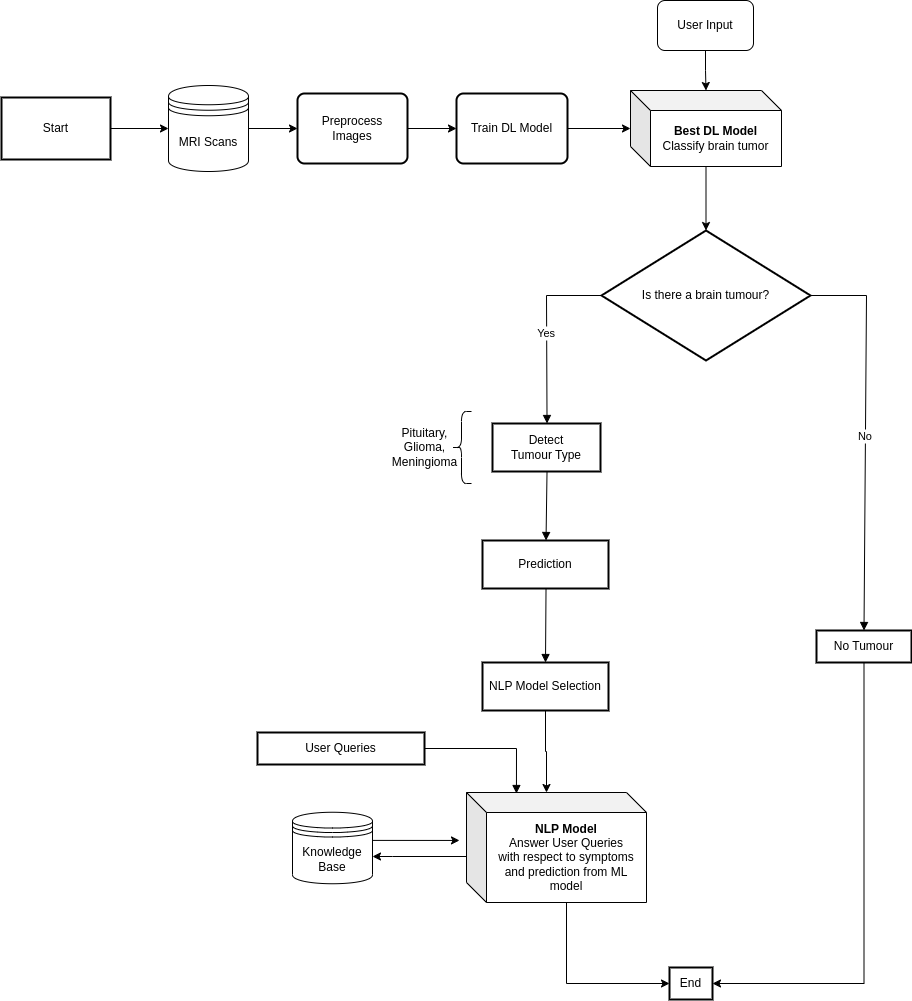 User Input
Start
MRI Scans
Preprocess
Images
Train DL Model
Best DL Model
Classify brain tumor
Is there a brain tumour?
Yes
No
Pituitary,
Glioma,
Meningioma
Detect
Tumour Type
Prediction
No Tumour
NLP Model Selection
User Queries
Knowledge
Base
NLP Model
Answer User Queries
with respect to symptoms
and prediction from ML
model
End